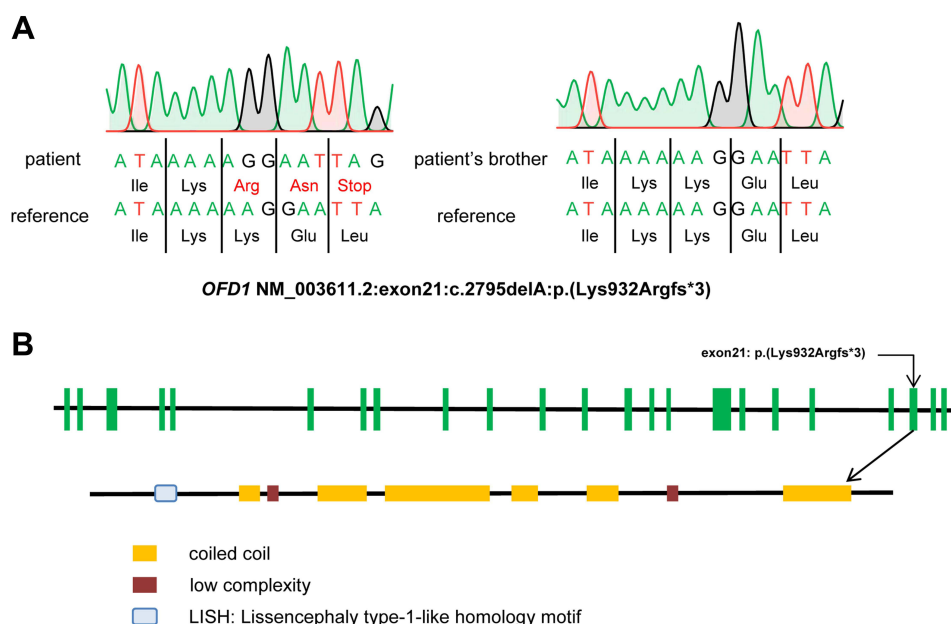 A
patient A T A A A A A G G A A T T A G
Ile Lys Arg Asn Stop
reference A T A A A A A A G G A A T T A
Ile Lys Lys Glu Leu
patient's brother A T A A A A A A G G A A T T A
Ile Lys Lys Glu Leu
reference A T A A A A A A G G A A T T A
Ile Lys Lys Glu Leu
OFD1 NM_003611.2:exon21:c.2795delA:p.(Lys932Argfs*3)
B
exon21: p.(Lys932Argfs*3)
coiled coil
low complexity
LISH: Lissencephaly type-1-like homology motif